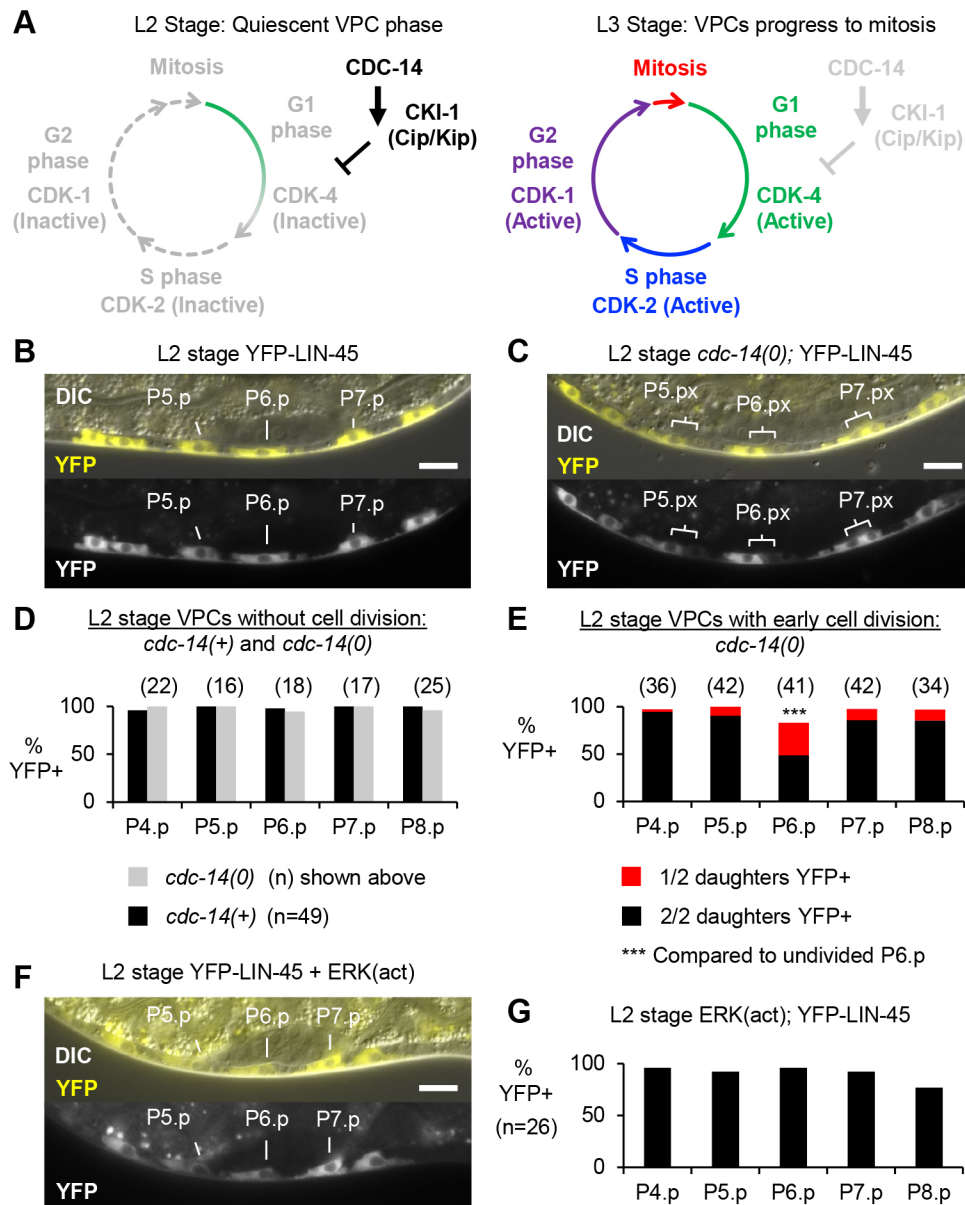 A
L2 Stage: Quiescent VPC phase
Mitosis
CDC-14
G1
phase
CKI-1
(Cip/Kip)
G2
phase
CDK-1
(Inactive)
CDK-4
(Inactive)
S phase
CDK-2 (Inactive)
L3 Stage: VPCs progress to mitosis
Mitosis
CDC-14
G1
phase
CKI-1
(Cip/Kip)
G2
phase
CDK-1
(Active)
CDK-4
(Active)
S phase
CDK-2 (Active)
B
L2 stage YFP-LIN-45
DIC
P5.p
P6.p
P7.p
YFP
P5.p
P6.p
P7.p
YFP
C
L2 stage cdc-14(0); YFP-LIN-45
P5.px
P6.px
P7.px
DIC
YFP
P5.px
P6.px
P7.px
YFP
D
L2 stage VPCs without cell division:
cdc-14(+) and cdc-14(0)
(22) (16) (18) (17) (25)
100
%
YFP+
50
0
P4.p P5.p P6.p P7.p P8.p
cdc-14(0) (n) shown above
cdc-14(+) (n=49)
E
L2 stage VPCs with early cell division:
cdc-14(0)
(36) (42) (41) (42) (34)
***
100
%
YFP+
50
0
P4.p P5.p P6.p P7.p P8.p
1/2 daughters YFP+
2/2 daughters YFP+
*** Compared to undivided P6.p
F
L2 stage YFP-LIN-45 + ERK(act)
P5.p
P6.p
P7.p
DIC
YFP
P5.p
P6.p
P7.p
YFP
G
L2 stage ERK(act); YFP-LIN-45
100
%
YFP+
50
(n=26)
0
P4.p P5.p P6.p P7.p P8.p